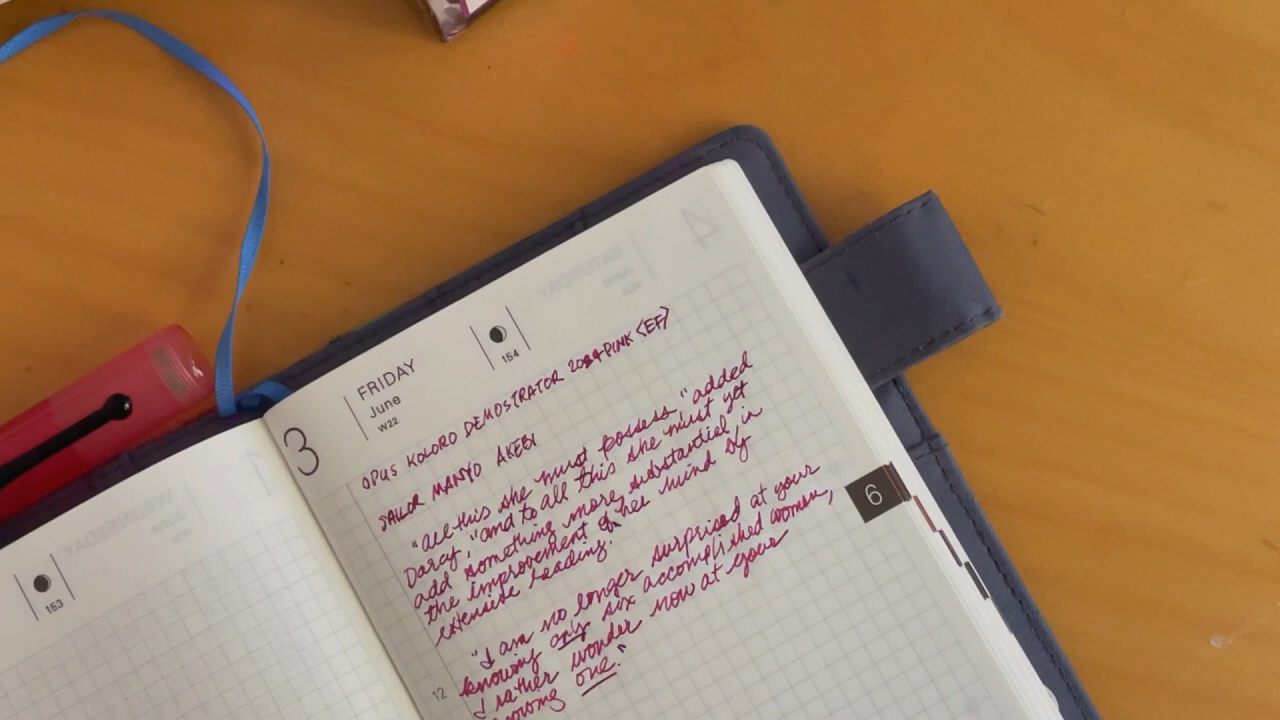 153
3
FRIDAY
June
W22
154
OPUS KOLORO DEMOSTRATOR 2024 PINK <EF>
SAILOR MANYO AKEBI
"All this she must possess" added
Darcy, "and to all this she must yet
add something more substantial, in
the improvement of her mind by
extensive reading."
"I am no longer surprised at your
knowing only six accomplished women,
I rather wonder now at your
knowing one."
12
6